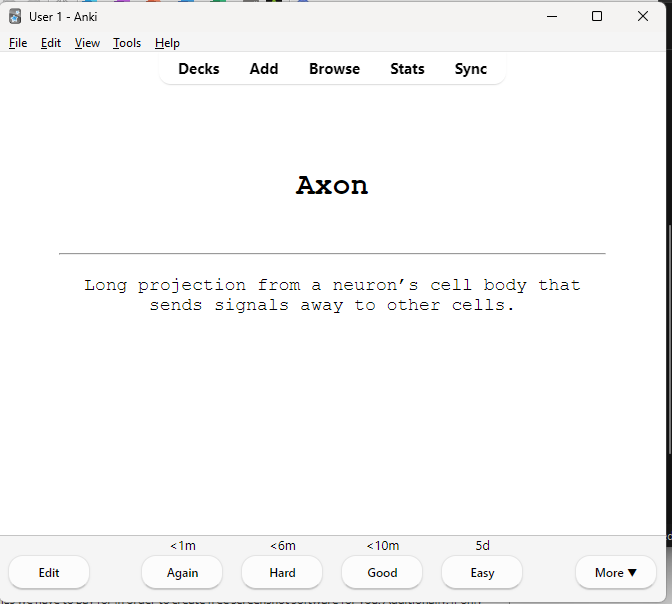 User 1 - Anki
File Edit View Tools Help
Decks Add Browse Stats Sync
Axon
Long projection from a neuron’s cell body that
sends signals away to other cells.
<1m <6m <10m 5d
Edit Again Hard Good Easy More ▼